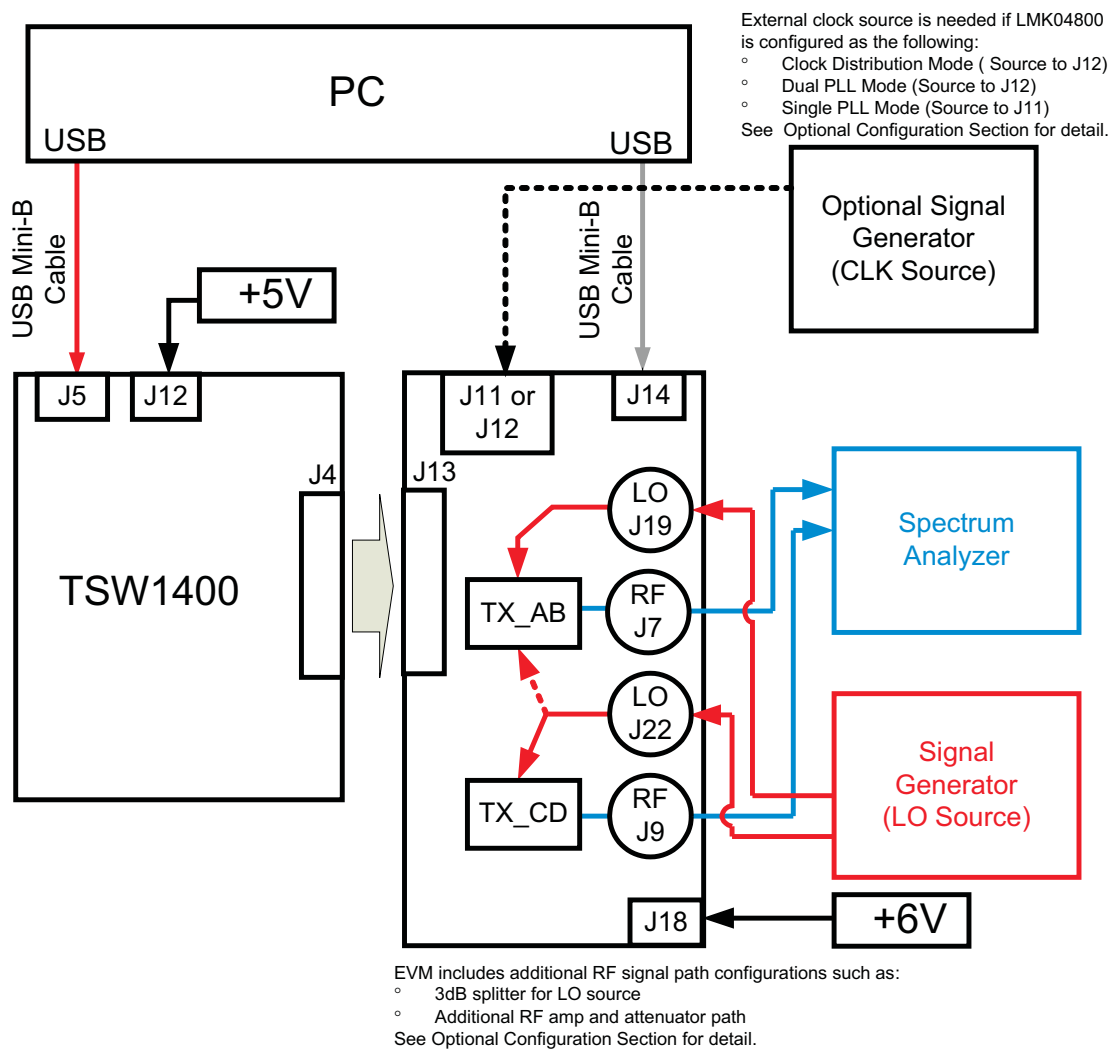 External clock source is needed if LMK04800
is configured as the following:
° Clock Distribution Mode ( Source to J12)
° Dual PLL Mode (Source to J12)
° Single PLL Mode (Source to J11)
See Optional Configuration Section for detail.
PC
USB
USB
USB Mini-B
Cable
USB Mini-B
Cable
Optional Signal
Generator
(CLK Source)
+5V
J5
J12
J11 or
J12
J14
J4
J13
TSW1400
LO
J19
TX_AB
RF
J7
LO
J22
TX_CD
RF
J9
Spectrum
Analyzer
Signal
Generator
(LO Source)
J18
+6V
EVM includes additional RF signal path configurations such as:
° 3dB splitter for LO source
° Additional RF amp and attenuator path
See Optional Configuration Section for detail.